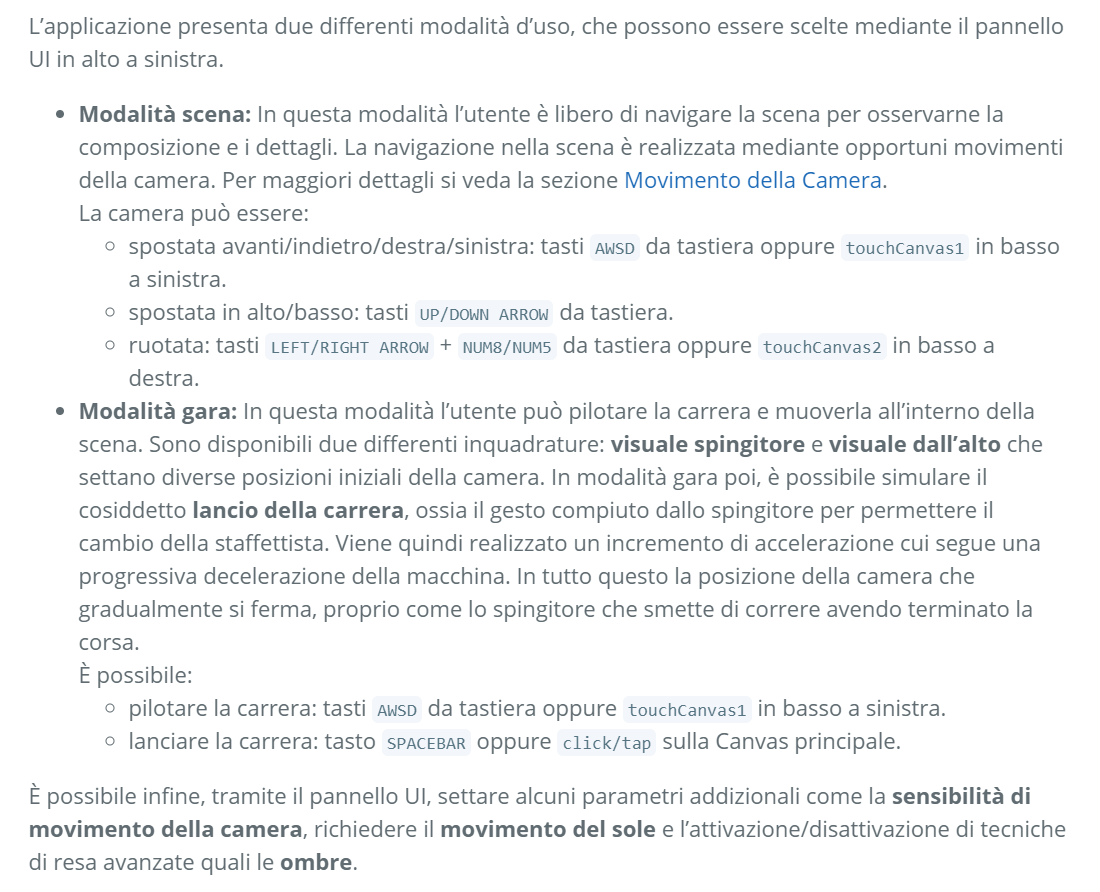 L’applicazione presenta due differenti modalità d’uso, che possono essere scelte mediante il pannello
UI in alto a sinistra.
• Modalità scena: In questa modalità l’utente è libero di navigare la scena per osservarne la
composizione e i dettagli. La navigazione nella scena è realizzata mediante opportuni movimenti
della camera. Per maggiori dettagli si veda la sezione Movimento della Camera.
La camera può essere:
◦ spostata avanti/indietro/destra/sinistra: tasti AWSD da tastiera oppure touchCanvas1 in basso
a sinistra.
◦ spostata in alto/basso: tasti UP/DOWN ARROW da tastiera.
◦ ruotata: tasti LEFT/RIGHT ARROW + NUM8/NUM5 da tastiera oppure touchCanvas2 in basso a
destra.
• Modalità gara: In questa modalità l’utente può pilotare la carrera e muoverla all’interno della
scena. Sono disponibili due differenti inquadrature: visuale spingitore e visuale dall’alto che
settano diverse posizioni iniziali della camera. In modalità gara poi, è possibile simulare il
cosiddetto lancio della carrera, ossia il gesto compiuto dallo spingitore per permettere il
cambio della staffettista. Viene quindi realizzato un incremento di accelerazione cui segue una
progressiva decelerazione della macchina. In tutto questo la posizione della camera che
gradualmente si ferma, proprio come lo spingitore che smette di correre avendo terminato la
corsa.
È possibile:
◦ pilotare la carrera: tasti AWSD da tastiera oppure touchCanvas1 in basso a sinistra.
◦ lanciare la carrera: tasto SPACEBAR oppure click/tap sulla Canvas principale.
È possibile infine, tramite il pannello UI, settare alcuni parametri addizionali come la sensibilità di
movimento della camera, richiedere il movimento del sole e l’attivazione/disattivazione di tecniche
di resa avanzate quali le ombre.